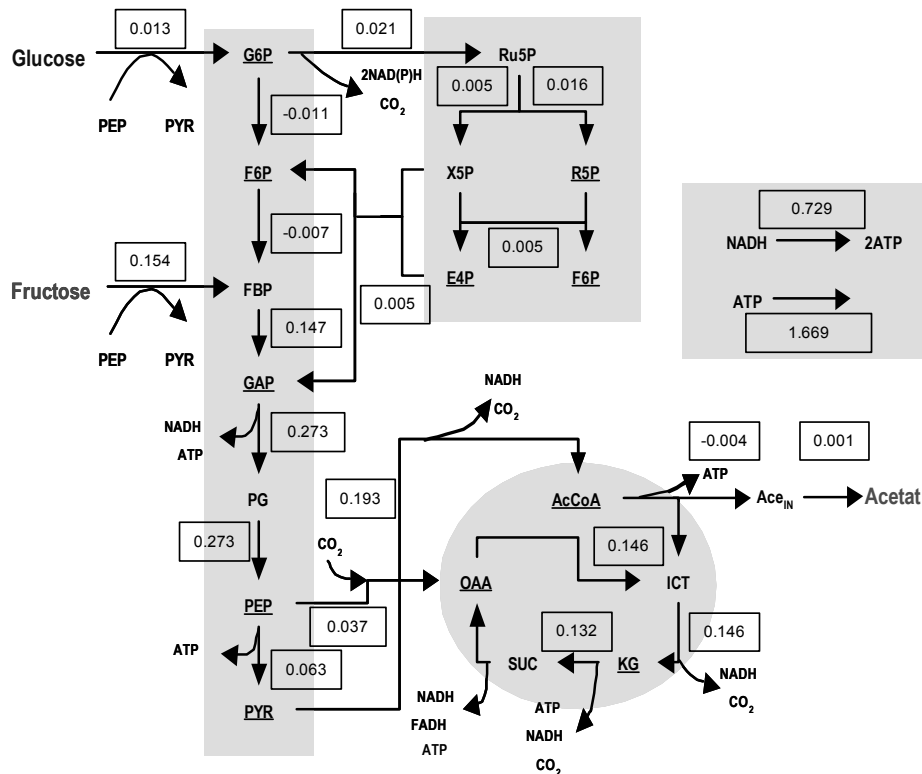 0.013
0.021
Glucose
G6P
Ru5P
2NAD(P)H
CO2
0.005
0.016
PEP
PYR
-0.011
F6P
X5P
R5P
0.729
NADH
2ATP
-0.007
0.005
0.154
Fructose
FBP
E4P
F6P
0.005
ATP
1.669
PEP
PYR
0.147
GAP
NADH
CO2
NADH
ATP
0.273
-0.004
0.001
ATP
PG
0.193
AcCoA
AceIN
Acetat
0.273
CO2
0.146
OAA
ICT
PEP
0.037
0.132
0.146
ATP
0.063
SUC
KG
NADH
CO2
PYR
NADH
FADH
ATP
ATP
NADH
CO2